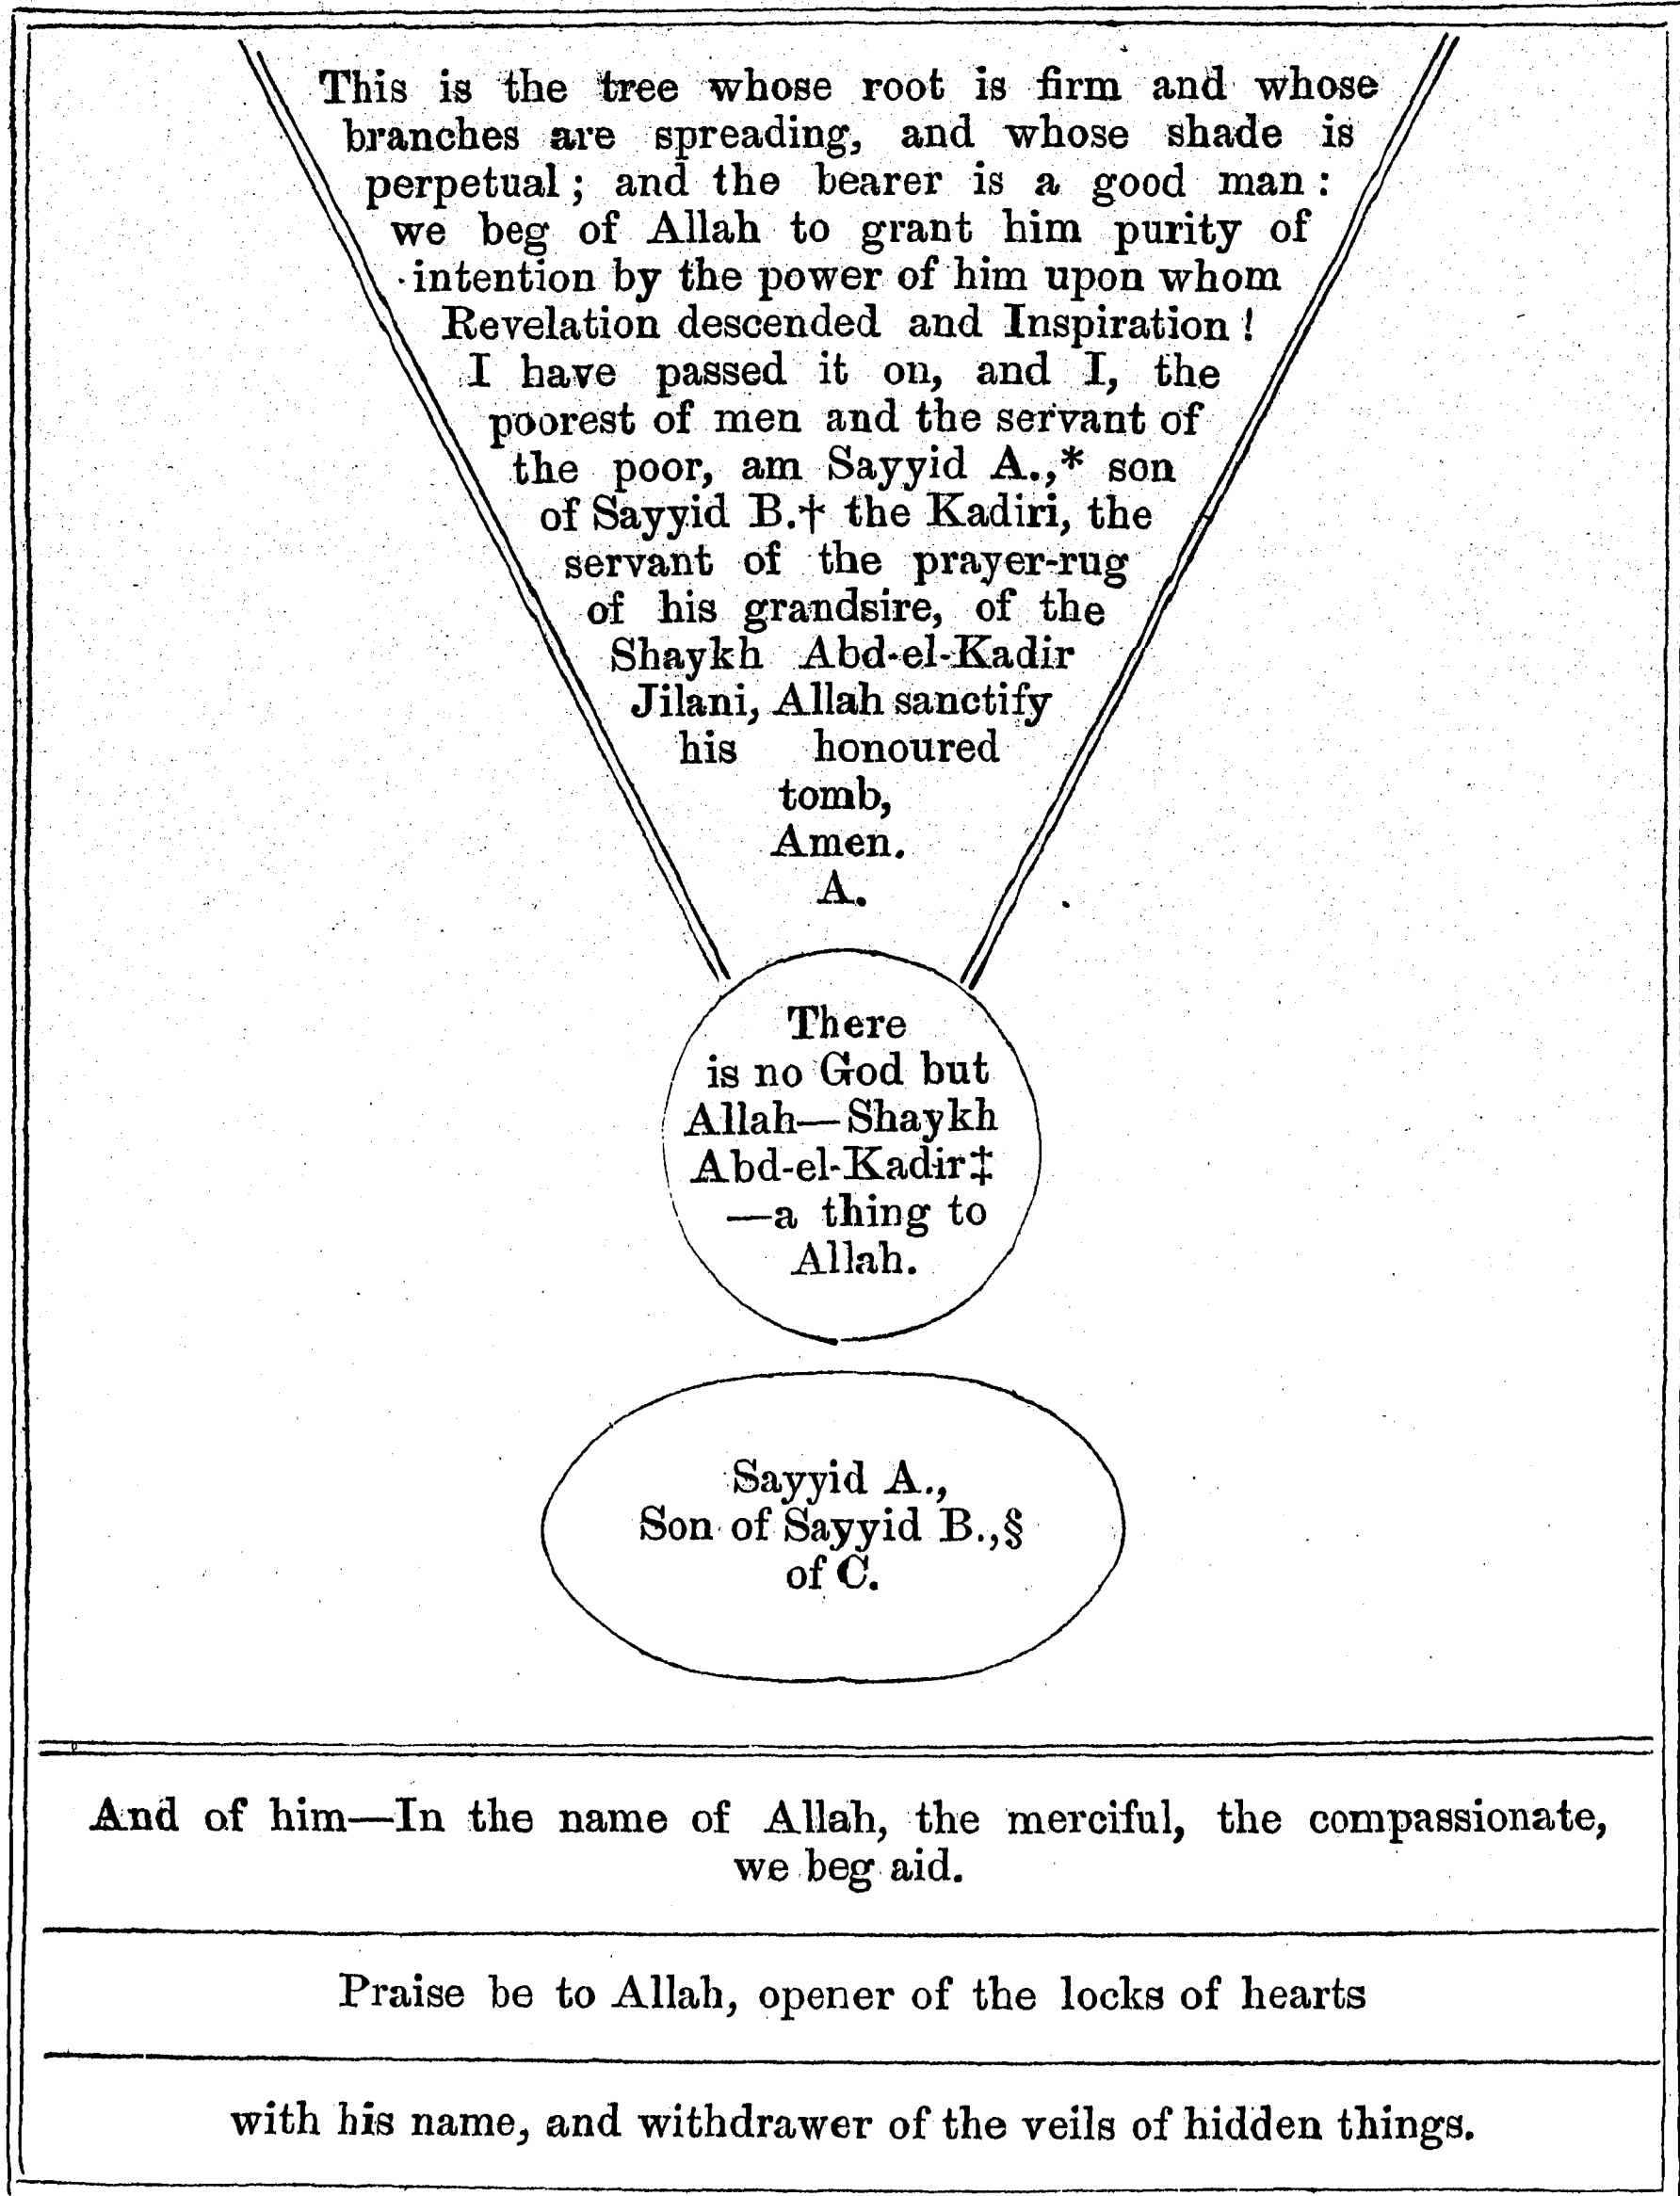 This is the tree whose root is firm and whose
branches are spreading, and whose shade is
perpetual; and the bearer is a good man:
we beg of Allah to grant him purity of
intention by the power of him upon whom
Revelation descended and Inspiration!
I have passed it on, and I, the
poorest of men and the servant of
the poor, am Sayyid A.,* son
of Sayyid B.† the Kadiri, the
servant of the prayer-rug
of his grandsire, of the
Shaykh Abd-el-Kadir
Jilani, Allah sanctify
his honoured
tomb,
Amen.
A.
There
is no God but
Allah—Shaykh
Abd-el-Kadir‡
—a thing to
Allah.
Sayyid A.,
Son of Sayyid B.,§
of C.
And of him—In the name of Allah, the merciful, the compassionate,
we beg aid.
Praise be to Allah, opener of the locks of hearts
with his name, and withdrawer of the veils of hidden things.